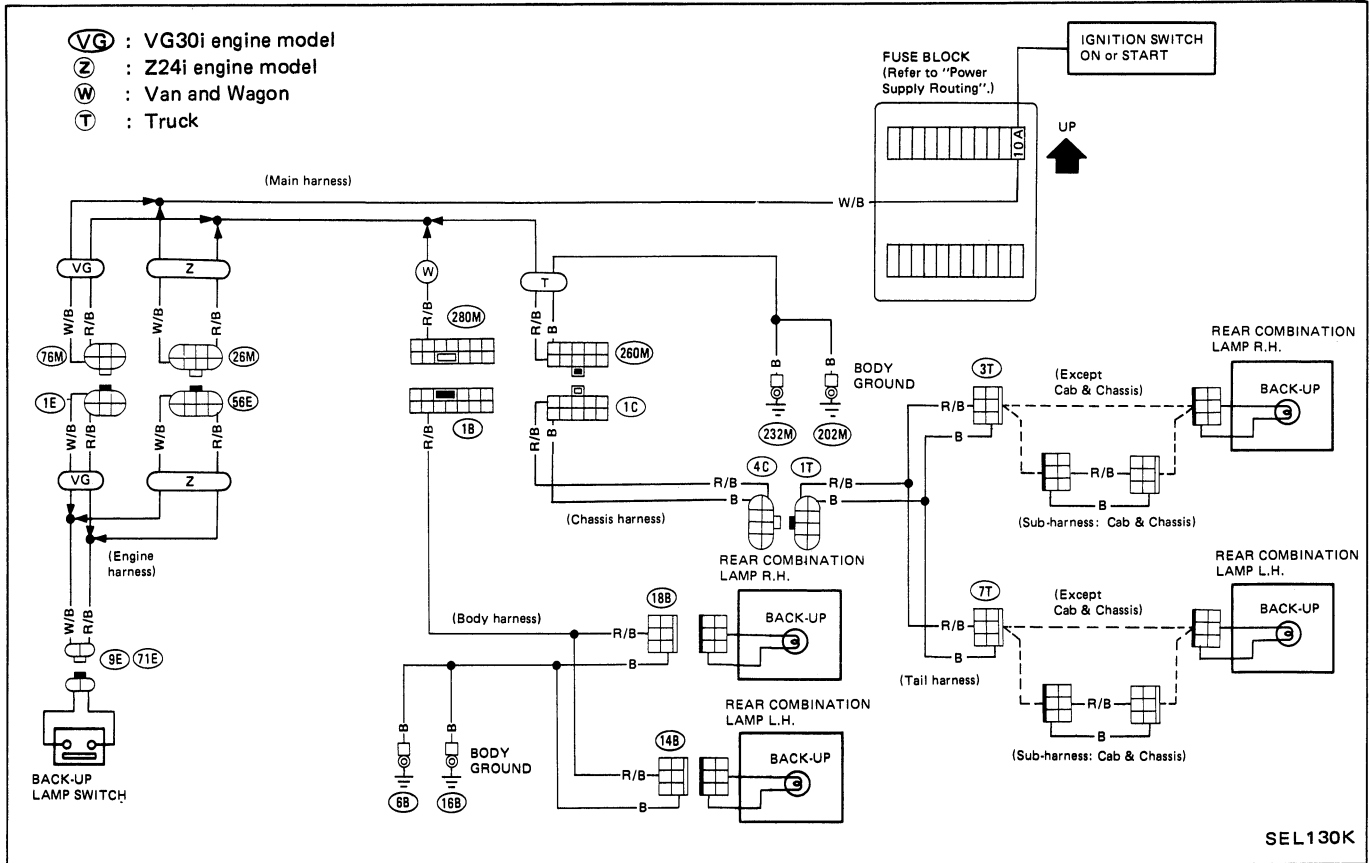 VG : VG30i engine model
Z : Z24i engine model
W : Van and Wagon
T : Truck
IGNITION SWITCH
ON or START
FUSE BLOCK
(Refer to "Power
Supply Routing".)
10A
UP
(Main harness)
W/B
VG
Z
W
T
W/B
R/B
W/B
R/B
R/B
R/B
B
280M
260M
76M
26M
1E
56E
1B
1C
W/B
R/B
W/B
R/B
R/B
R/B
B
VG
Z
B
B
BODY
GROUND
232M
202M
4C
1T
R/B
B
R/B
B
(Chassis harness)
(Engine
harness)
W/B
R/B
9E
71E
BACK-UP
LAMP SWITCH
REAR COMBINATION
LAMP R.H.
3T
(Except
Cab & Chassis)
BACK-UP
R/B
B
R/B
B
(Sub-harness: Cab & Chassis)
REAR COMBINATION
LAMP L.H.
7T
(Except
Cab & Chassis)
BACK-UP
R/B
B
(Tail harness)
R/B
B
(Sub-harness: Cab & Chassis)
REAR COMBINATION
LAMP R.H.
18B
BACK-UP
(Body harness)
R/B
B
B
B
BODY
GROUND
6B
16B
REAR COMBINATION
LAMP L.H.
14B
BACK-UP
R/B
B
SEL130K